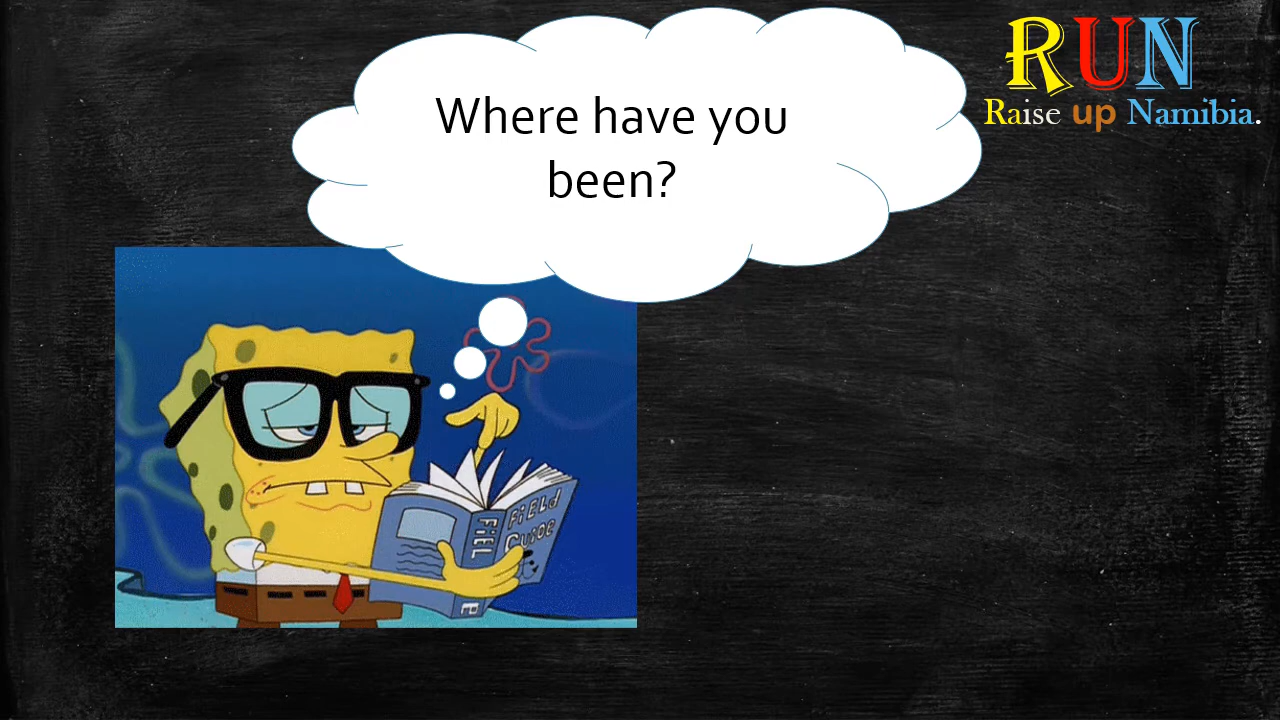 Where have you
been?
RUN
Raise up Namibia.
FiELD
GUiDE
FiEL